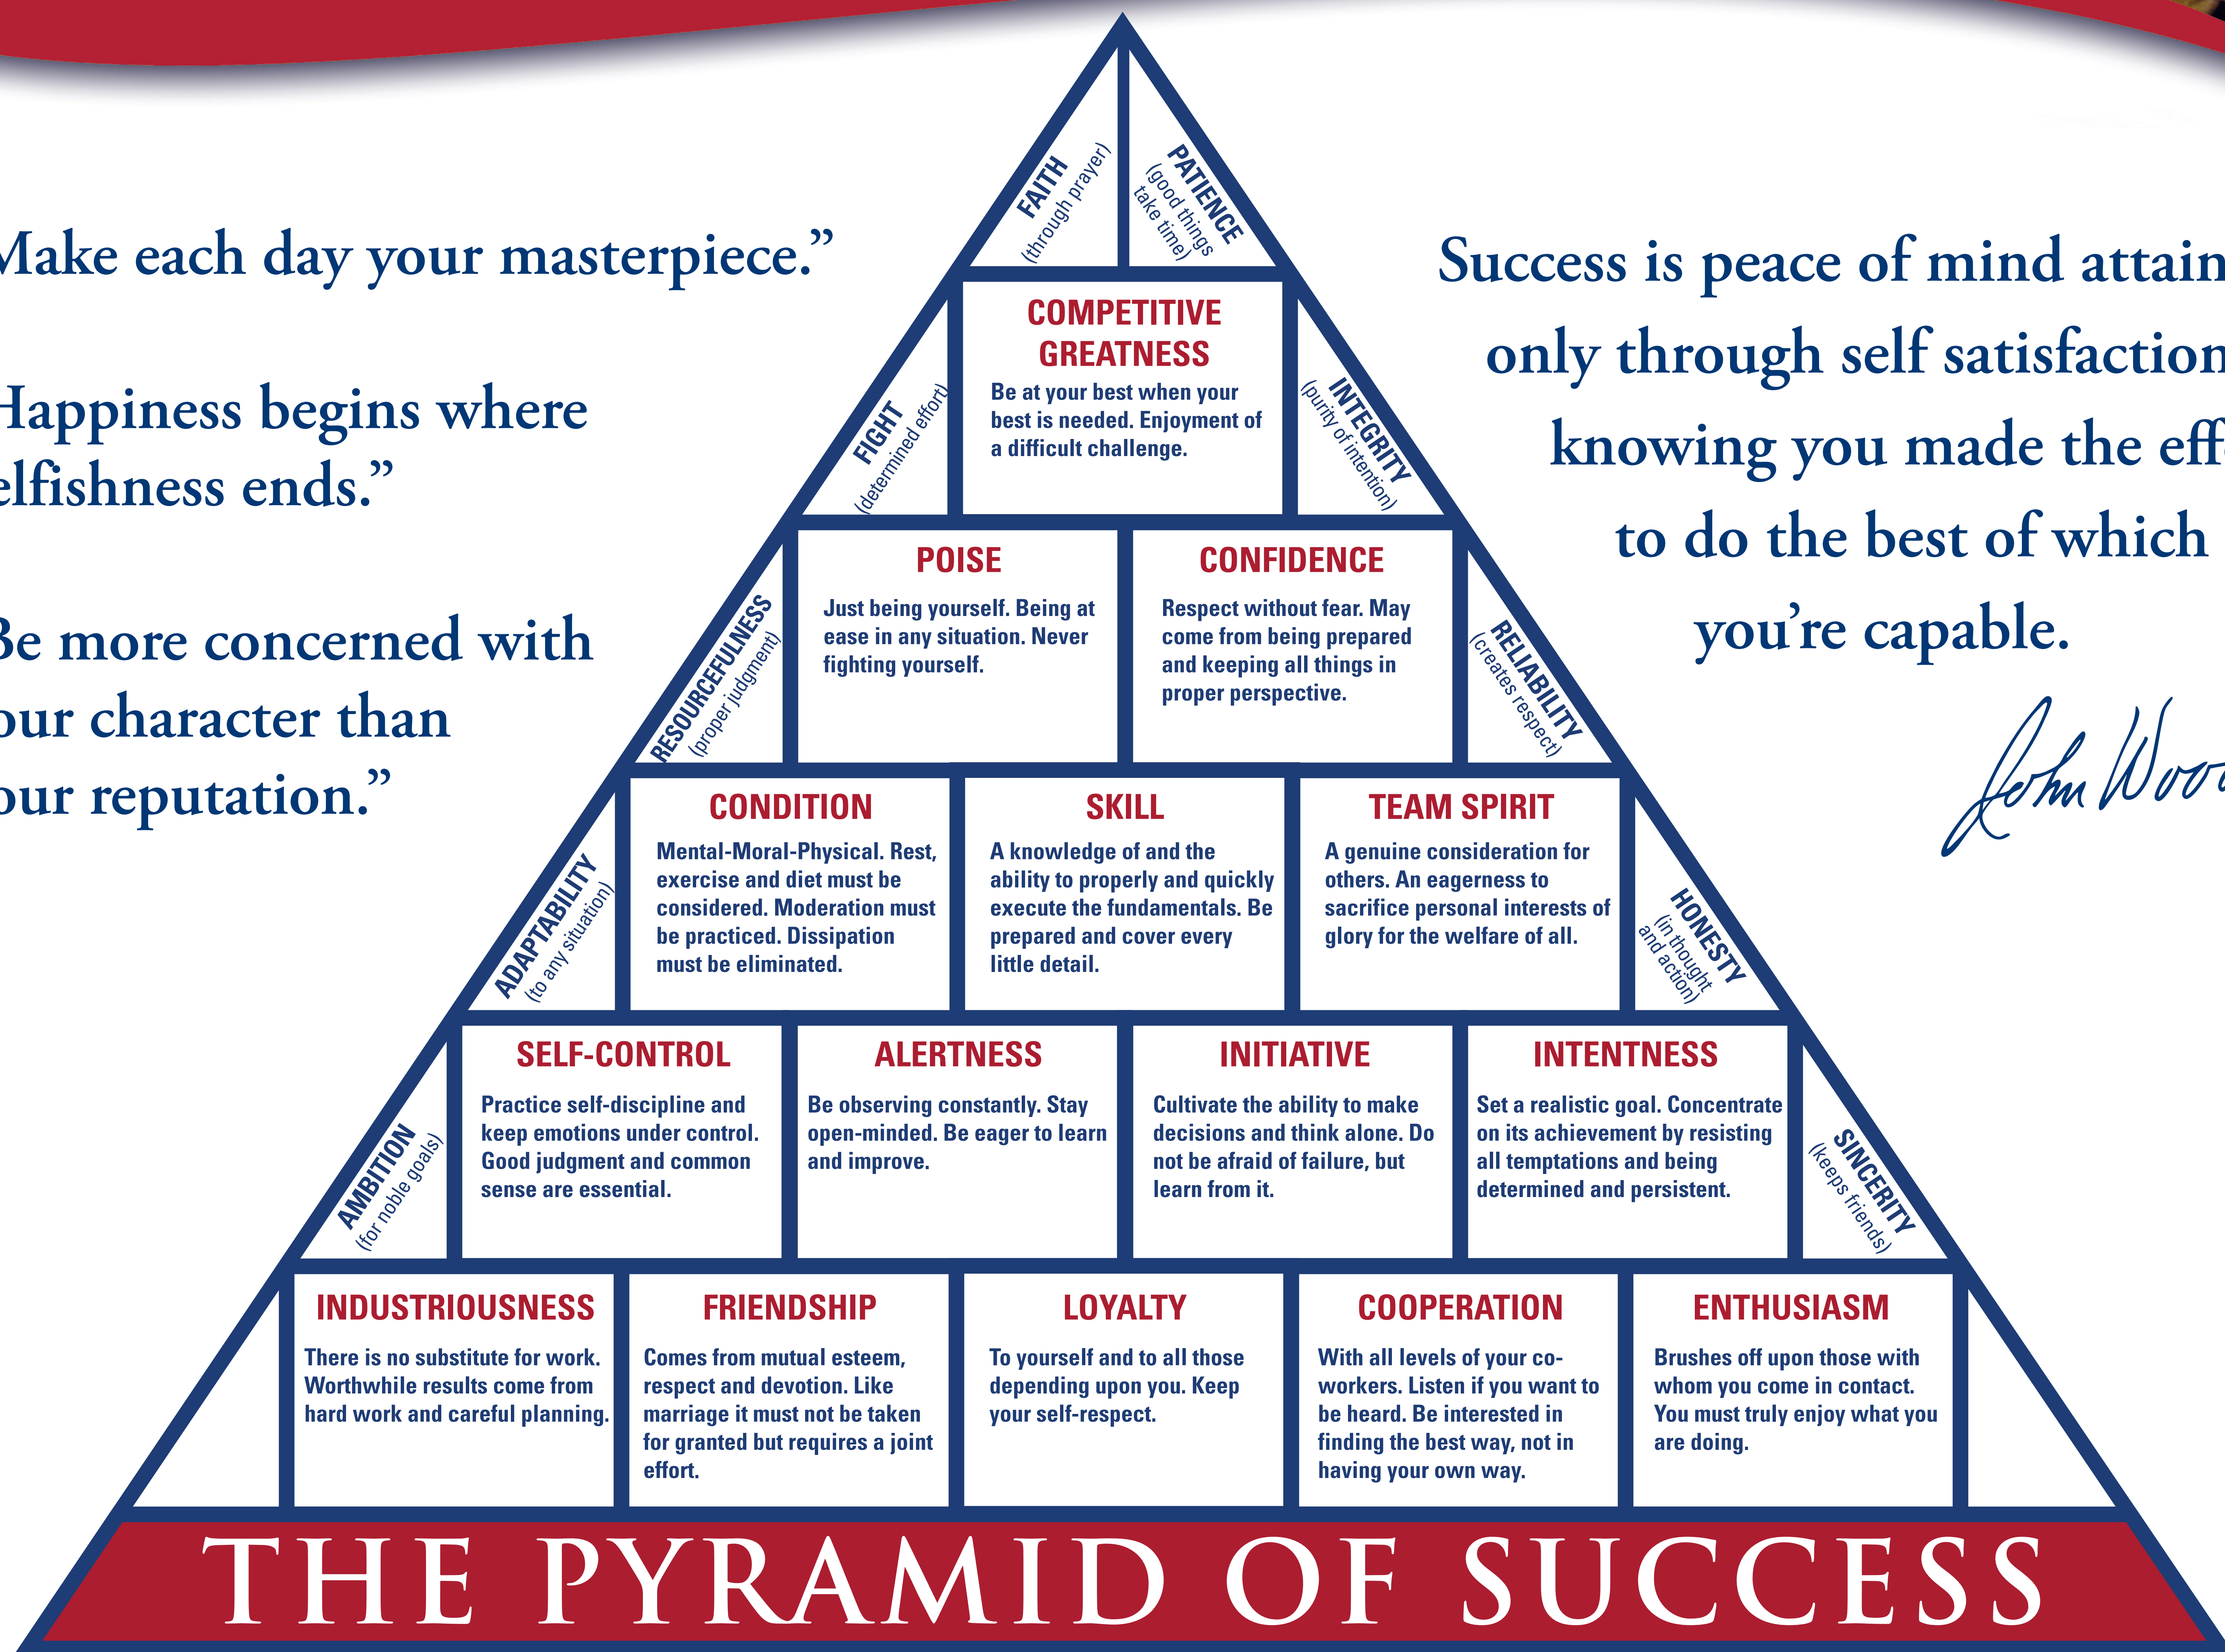 FAITH
(through prayer)
PATIENCE
(good things
take time)
Make each day your masterpiece.”
Happiness begins where
elfishness ends.”
Be more concerned with
our character than
our reputation.”
Success is peace of mind attain
only through self satisfaction
knowing you made the eff
to do the best of which
you’re capable.
John Woo
FIGHT
(determined effort)
COMPETITIVE
GREATNESS
Be at your best when your
best is needed. Enjoyment of
a difficult challenge.
INTEGRITY
(purity of intention)
RESOURCEFULNESS
(proper judgment)
POISE
Just being yourself. Being at
ease in any situation. Never
fighting yourself.
CONFIDENCE
Respect without fear. May
come from being prepared
and keeping all things in
proper perspective.
RELIABILITY
(creates respect)
ADAPTABILITY
(to any situation)
CONDITION
Mental-Moral-Physical. Rest,
exercise and diet must be
considered. Moderation must
be practiced. Dissipation
must be eliminated.
SKILL
A knowledge of and the
ability to properly and quickly
execute the fundamentals. Be
prepared and cover every
little detail.
TEAM SPIRIT
A genuine consideration for
others. An eagerness to
sacrifice personal interests of
glory for the welfare of all.
HONESTY
(in thought
and action)
AMBITION
(for noble goals)
SELF-CONTROL
Practice self-discipline and
keep emotions under control.
Good judgment and common
sense are essential.
ALERTNESS
Be observing constantly. Stay
open-minded. Be eager to learn
and improve.
INITIATIVE
Cultivate the ability to make
decisions and think alone. Do
not be afraid of failure, but
learn from it.
INTENTNESS
Set a realistic goal. Concentrate
on its achievement by resisting
all temptations and being
determined and persistent.
SINCERITY
(keeps friends)
INDUSTRIOUSNESS
There is no substitute for work.
Worthwhile results come from
hard work and careful planning.
FRIENDSHIP
Comes from mutual esteem,
respect and devotion. Like
marriage it must not be taken
for granted but requires a joint
effort.
LOYALTY
To yourself and to all those
depending upon you. Keep
your self-respect.
COOPERATION
With all levels of your co-
workers. Listen if you want to
be heard. Be interested in
finding the best way, not in
having your own way.
ENTHUSIASM
Brushes off upon those with
whom you come in contact.
You must truly enjoy what you
are doing.
THE PYRAMID OF SUCCESS